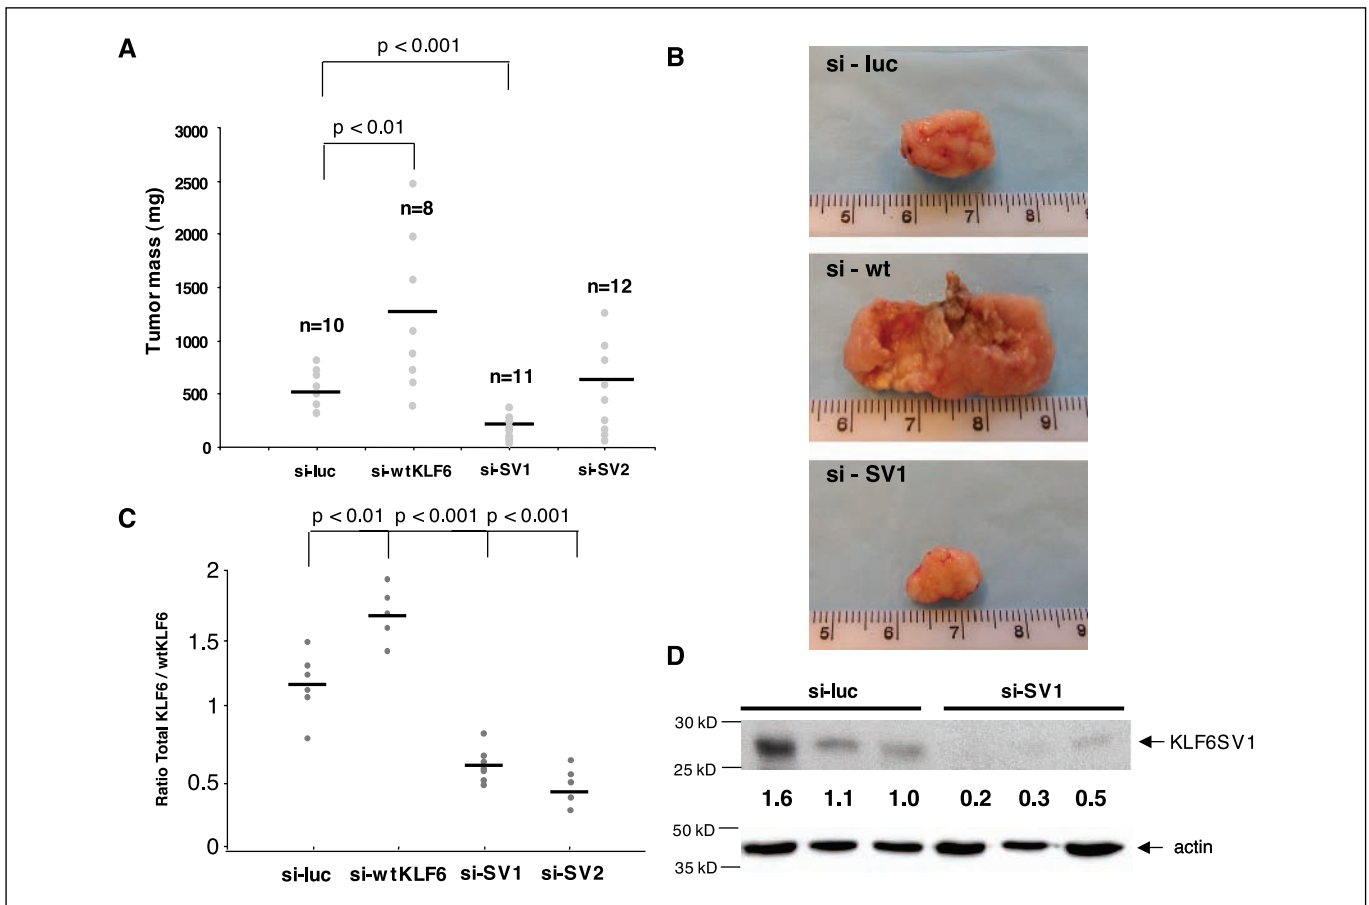 A
p < 0.001
p < 0.01
Tumor mass (mg)
3000
2500
2000
1500
1000
500
0
n=10
n=8
n=11
n=12
si-luc
si-wtKLF6
si-SV1
si-SV2
B
si - luc
5 6 7 8 9
si - wt
6 7 8 9
si - SV1
5 6 7 8 9
C
p < 0.01 p < 0.001 p < 0.001
Ratio Total KLF6 / wtKLF6
2
1.5
1
0.5
0
si-luc
si-wtKLF6
si-SV1
si-SV2
D
si-luc
si-SV1
30 kD
25 kD
KLF6SV1
1.6 1.1 1.0 0.2 0.3 0.5
50 kD
35 kD
actin